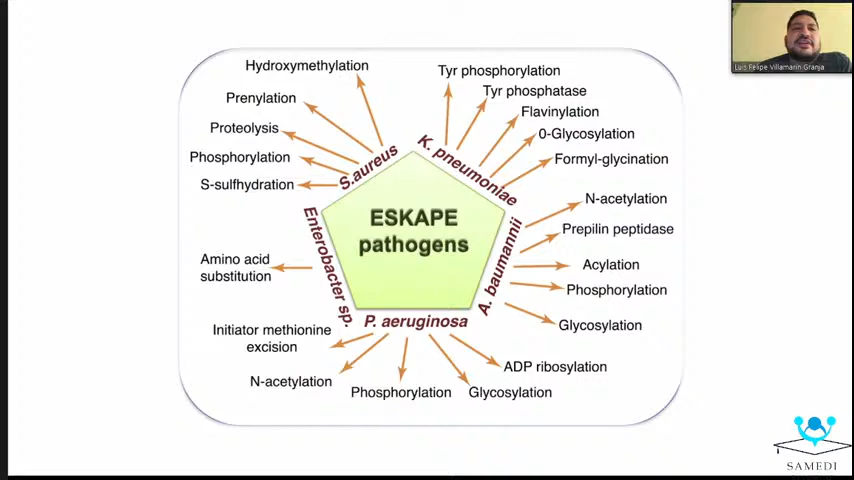 Luis Felipe Villamarin Granja
Hydroxymethylation
Prenylation
Proteolysis
Phosphorylation
S-sulfhydration
S.aureus
Tyr phosphorylation
Tyr phosphatase
Flavinylation
0-Glycosylation
Formyl-glycination
K. pneumoniae
N-acetylation
Prepilin peptidase
Acylation
Phosphorylation
Glycosylation
A. baumannii
ESKAPE
pathogens
Enterobacter sp.
Amino acid
substitution
P. aeruginosa
Initiator methionine
excision
N-acetylation
Phosphorylation
Glycosylation
ADP ribosylation
SAMEDI